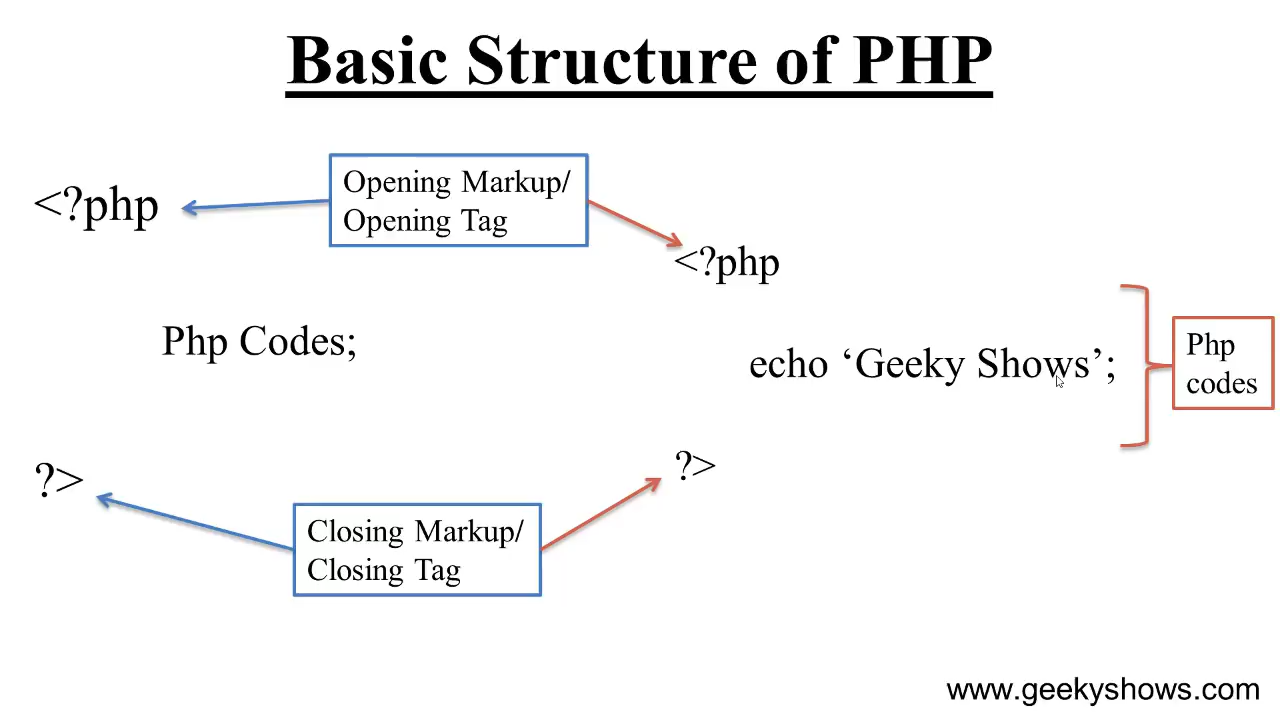 Basic Structure of PHP
<?php
Opening Markup/
Opening Tag
Php Codes;
?>
Closing Markup/
Closing Tag
<?php
echo ‘Geeky Shows’;
?>
Php
codes
www.geekyshows.com